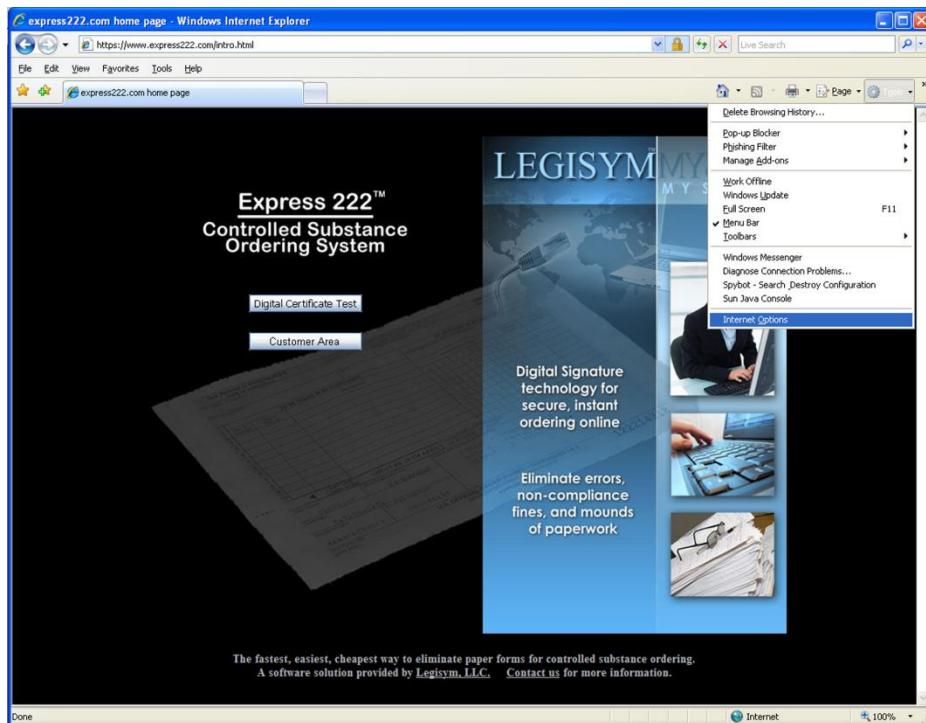 express222.com home page - Windows Internet Explorer
https://www.express222.com/intro.html
Live Search
File Edit View Favorites Tools Help
express222.com home page
Page
Tools
Delete Browsing History...
Pop-up Blocker
Phishing Filter
Manage Add-ons
Work Offline
Windows Update
Full Screen F11
Menu Bar
Toolbars
Windows Messenger
Diagnose Connection Problems...
Spybot - Search Destroy Configuration
Sun Java Console
Internet Options
LEGISYM™
MY S
Express 222™
Controlled Substance
Ordering System
Digital Certificate Test
Customer Area
Digital Signature
technology for
secure, instant
ordering online
Eliminate errors,
non-compliance
fines, and mounds
of paperwork
The fastest, easiest, cheapest way to eliminate paper forms for controlled substance ordering.
A software solution provided by Legisym, LLC. Contact us for more information.
Done
Internet
100%